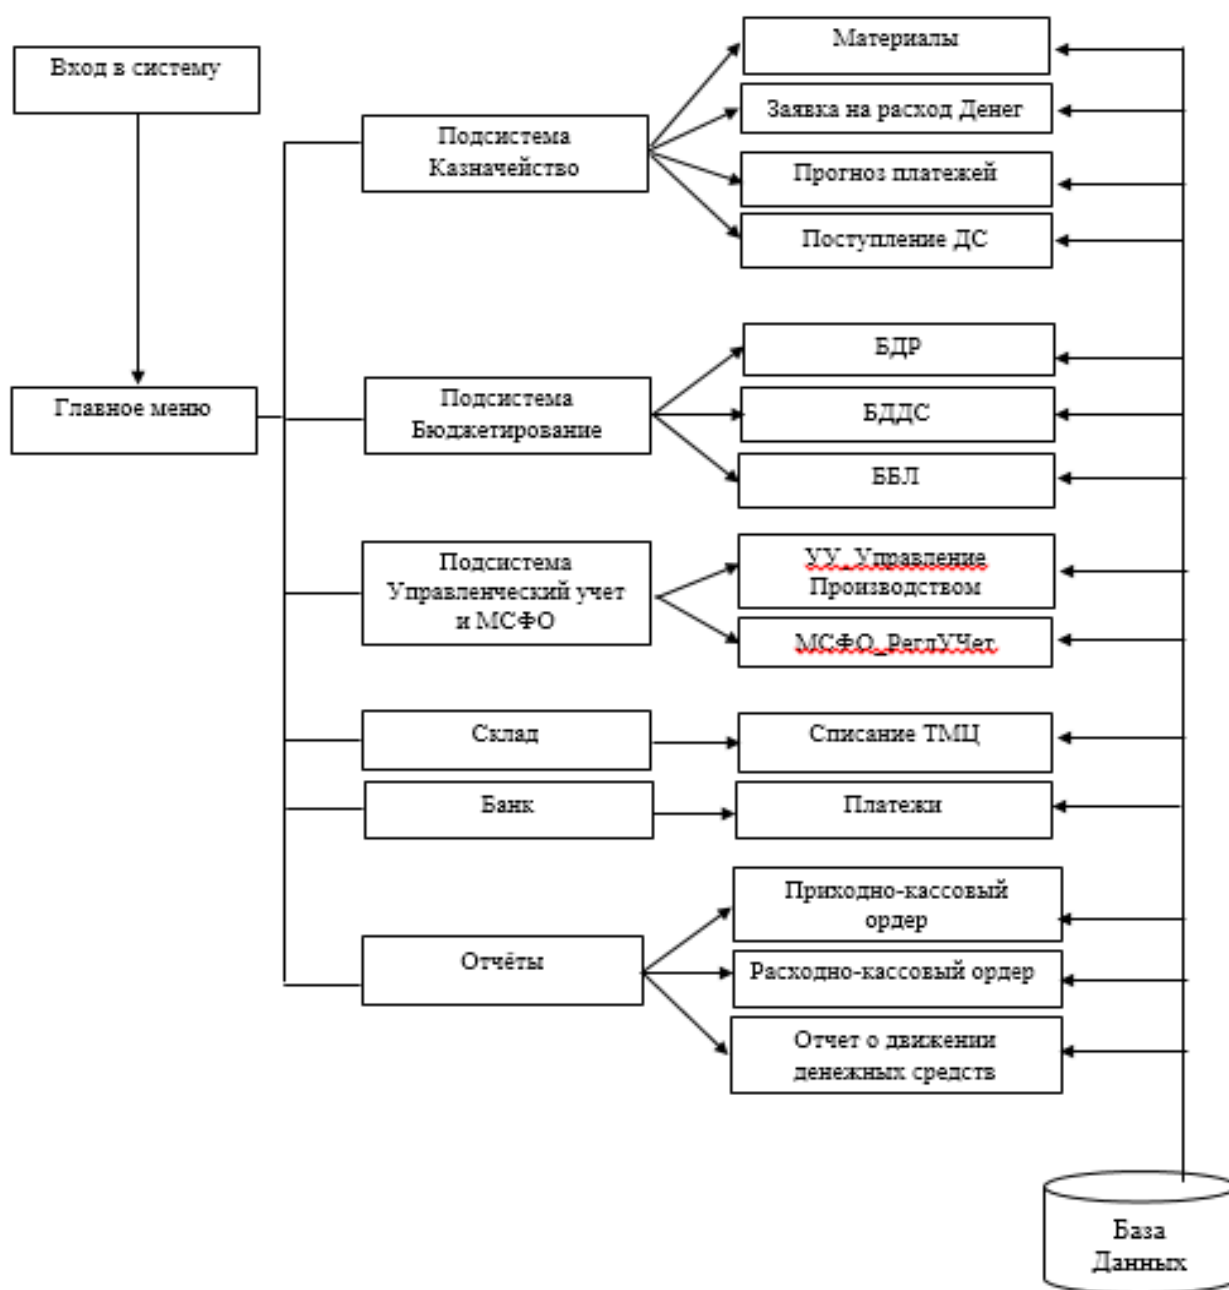 Вход в систему
Главное меню
Подсистема
Казначейство
Материалы
Заявка на расход Денег
Прогноз платежей
Поступление ДС
Подсистема
Бюджетирование
БДР
БДДС
ББЛ
Подсистема
Управленческий учет
и МСФО
УУ_Управление
Производством
МСФО_РеглУЧет
Склад
Списание ТМЦ
Банк
Платежи
Отчёты
Приходно-кассовый
ордер
Расходно-кассовый ордер
Отчет о движении
денежных средств
База
Данных